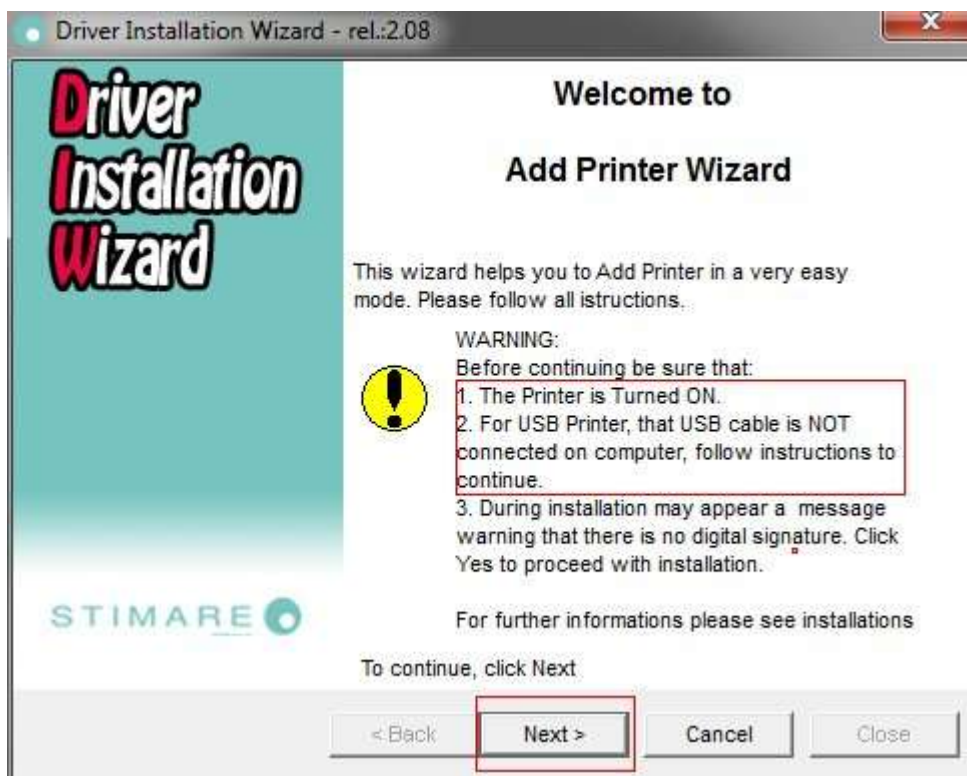 Driver Installation Wizard - rel.:2.08
Driver
Installation
Wizard
Welcome to
Add Printer Wizard
This wizard helps you to Add Printer in a very easy
mode. Please follow all istructions.
WARNING:
Before continuing be sure that:
1. The Printer is Turned ON.
2. For USB Printer, that USB cable is NOT
connected on computer, follow instructions to
continue.
3. During installation may appear a message
warning that there is no digital signature. Click
Yes to proceed with installation.
For further informations please see installations
STIMARE
To continue, click Next
< Back Next > Cancel Close